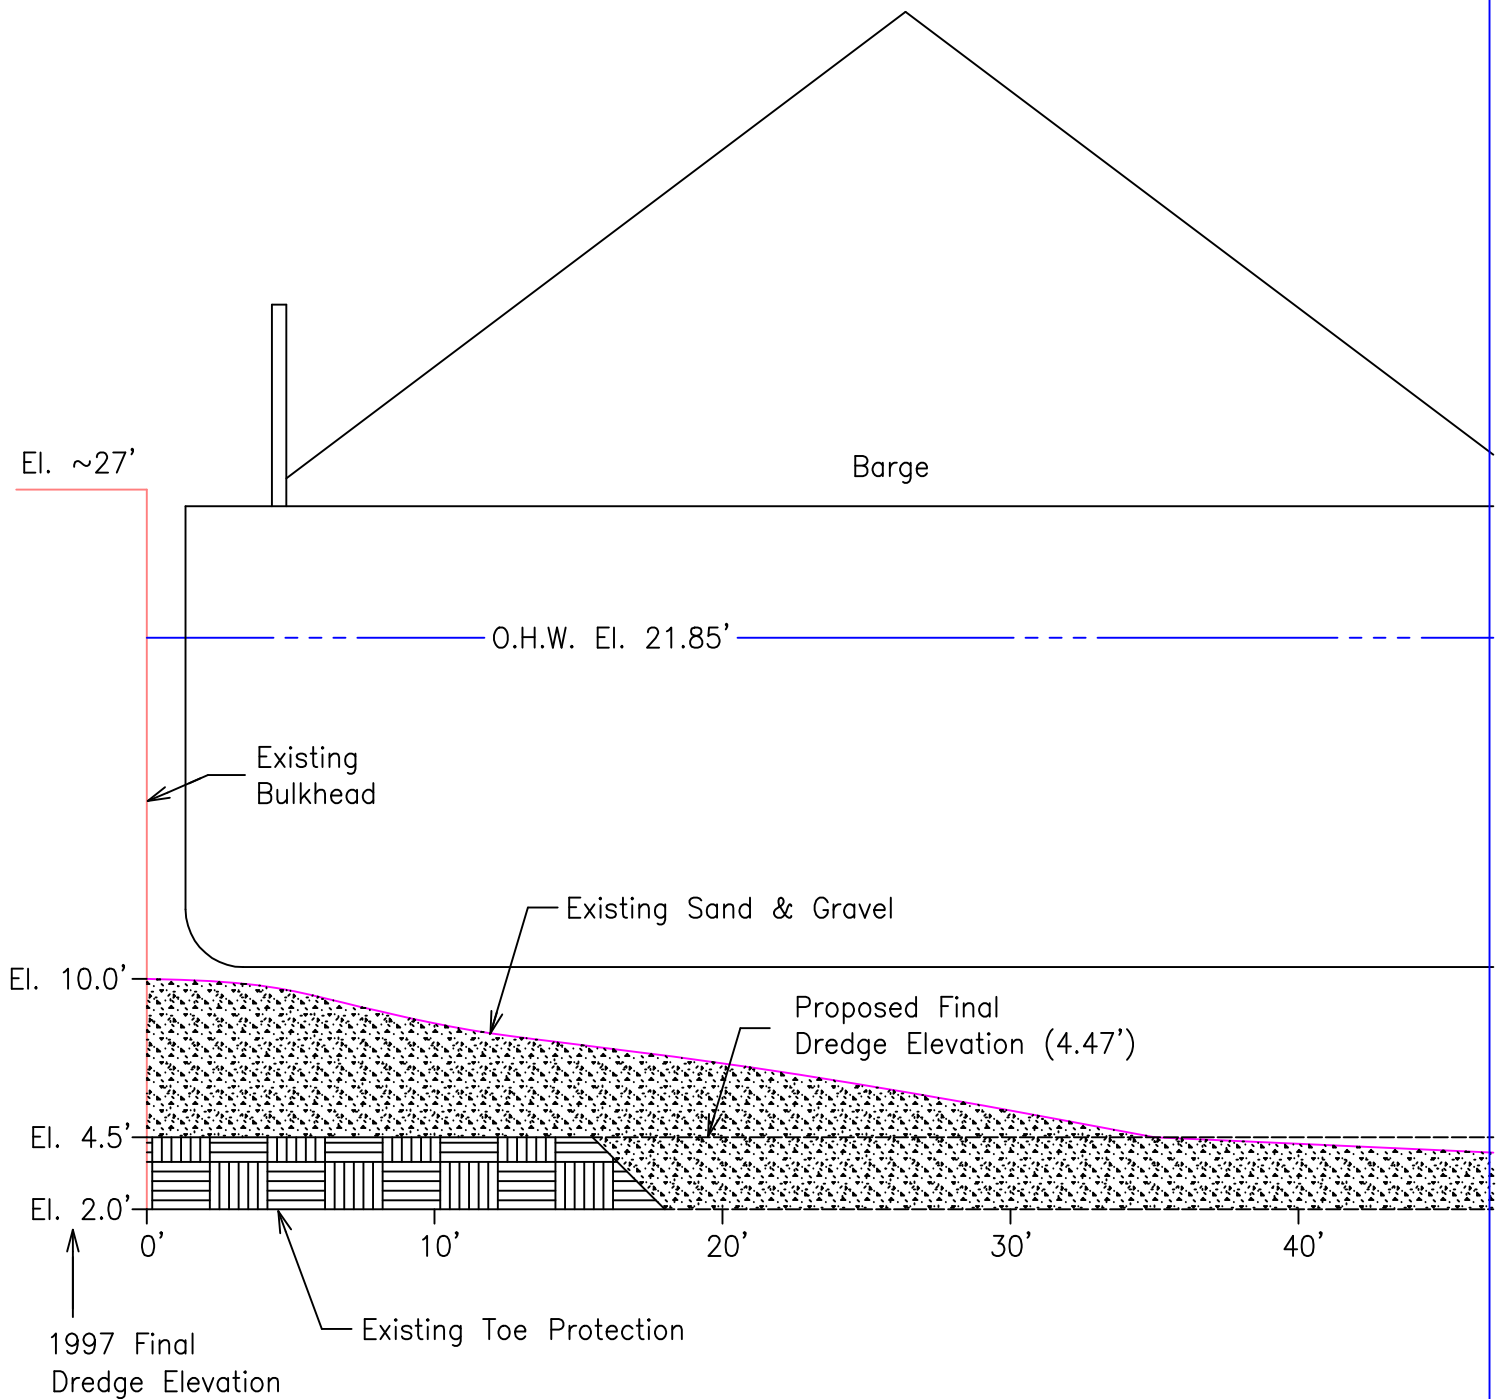 El. ~27'
Barge
O.H.W. El. 21.85'
Existing
Bulkhead
Existing Sand & Gravel
El. 10.0'
Proposed Final
Dredge Elevation (4.47')
El. 4.5'
El. 2.0'
0'
10'
20'
30'
40'
Existing Toe Protection
1997 Final
Dredge Elevation